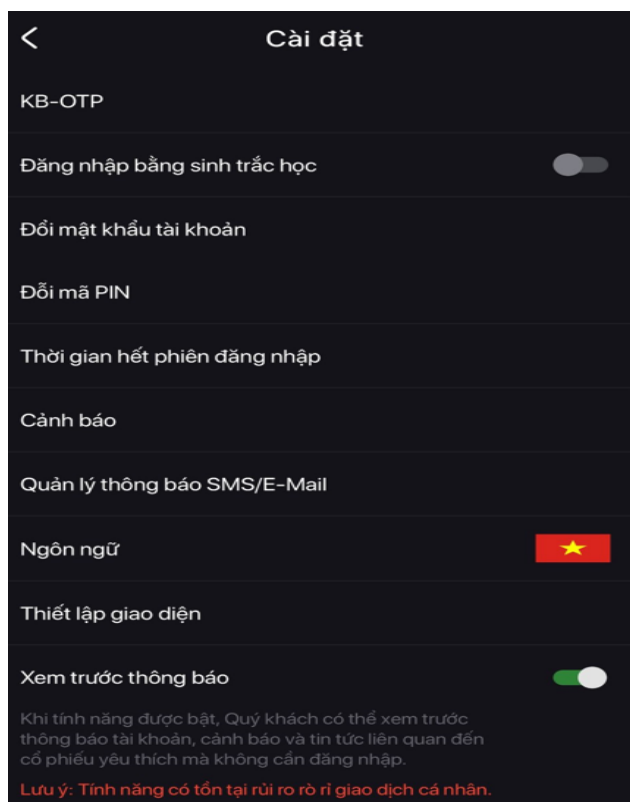 Cài đặt
KB-OTP
Đăng nhập bằng sinh trắc học
Đổi mật khẩu tài khoản
Đỗi mã PIN
Thời gian hết phiên đăng nhập
Cảnh báo
Quản lý thông báo SMS/E-Mail
Ngôn ngữ
Thiết lập giao diện
Xem trước thông báo
Khi tính năng được bật, Quý khách có thể xem trước
thông báo tài khoản, cảnh báo và tin tức liên quan đến
cổ phiếu yêu thích mà không cần đăng nhập.
Lưu ý: Tính năng có tồn tại rủi ro rò rỉ giao dịch cá nhân.